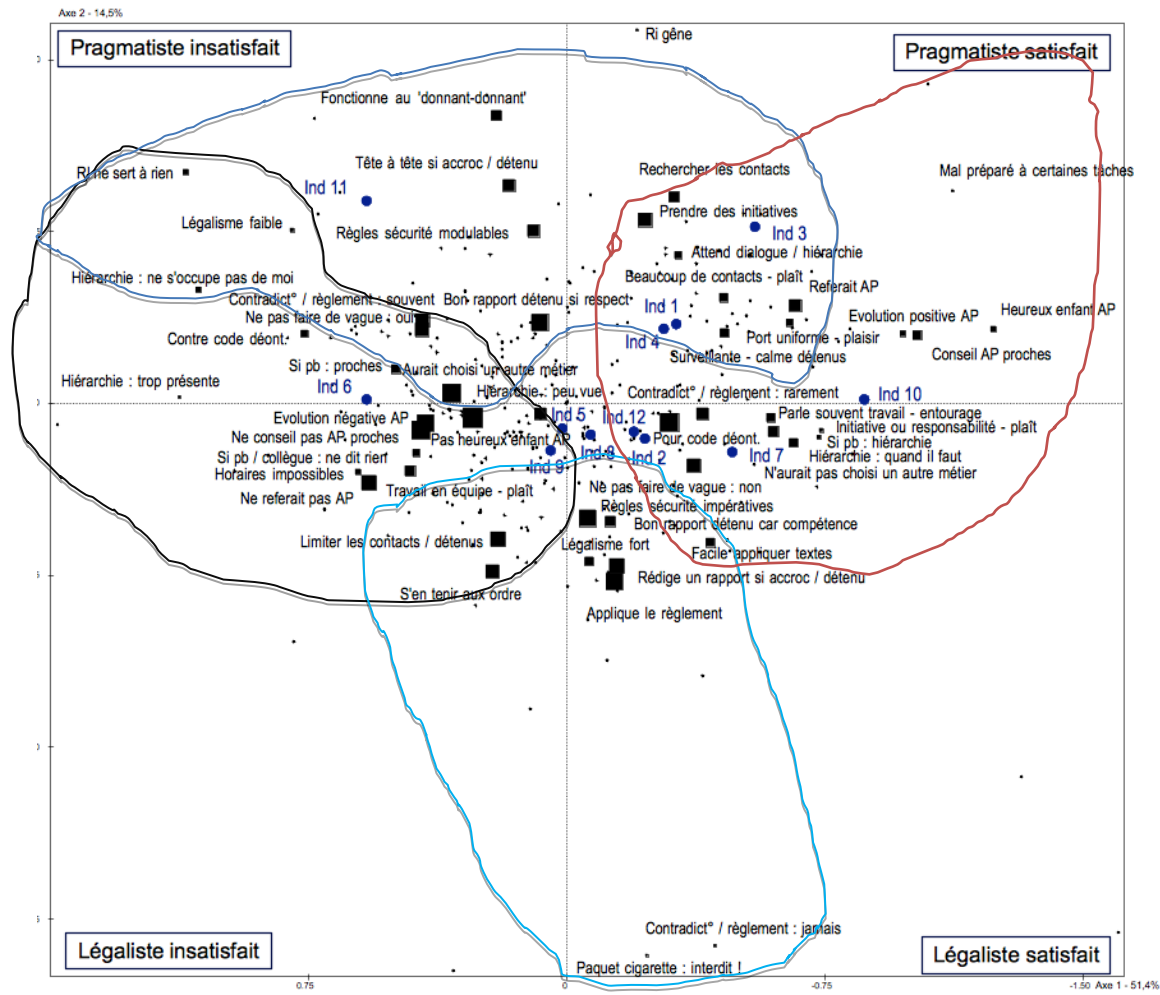 Axe 2 - 14,5%
Pragmatiste insatisfait
Ri gêne
Pragmatiste satisfait
Fonctionne au 'donnant-donnant'
Tête à tête si accroc / détenu
Rechercher les contacts
Mal préparé à certaines tâches
RI ne sert à rien
Ind 11
Prendre des initiatives
Légalisme faible
Règles sécurité modulables
Ind 3
Attend dialogue / hiérarchie
Hiérarchie : ne s'occupe pas de moi
Beaucoup de contacts - plaît
Referait AP
Contradict° / règlement : souvent
Bon rapport détenu si respect
Ind 1
Heureux enfant AP
Ne pas faire de vague : oui
Evolution positive AP
Contre code déont.
Ind 4
Port uniforme - plaisir
Surveillante - calme détenus
Conseil AP proches
Si pb : proches
Aurait choisi un autre métier
Hiérarchie : trop présente
Ind 6
Hiérarchie : peu vue
Contradict° / règlement : rarement
Ind 10
Evolution négative AP
Ind 5
Ind 12
Parle souvent travail - entourage
Initiative ou responsabilité - plaît
Ne conseil pas AP proches
Pas heureux enfant AP
Pour code déont.
Si pb : hiérarchie
Si pb / collègue : ne dit rien
Ind 9
Ind 8
Ind 2
Ind 7
Hiérarchie : quand il faut
Horaires impossibles
N'aurait pas choisi un autre métier
Ne referait pas AP
Travail en équipe - plaît
Ne pas faire de vague : non
Règles sécurité impératives
Bon rapport détenu car compétence
Limiter les contacts / détenus
Légalisme fort
Facile appliquer textes
S'en tenir aux ordre
Rédige un rapport si accroc / détenu
Applique le règlement
Contradict° / règlement : jamais
Légaliste insatisfait
Paquet cigarette : interdit !
Légaliste satisfait
0.75
0
-0.75
-1.50
Axe 1 - 51,4%